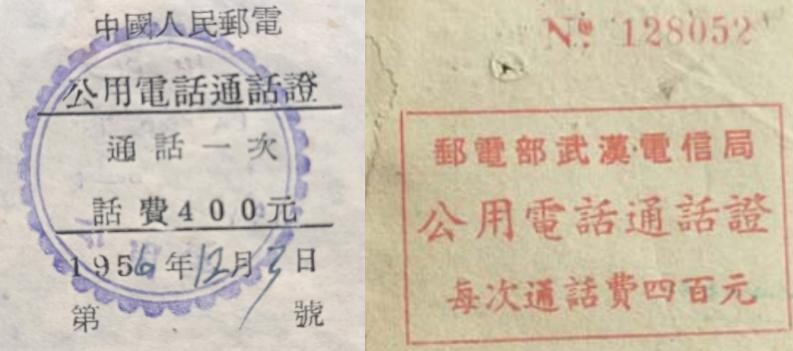 中國人民郵電
公用電話通話證
通話一次
話費400元
1956年12月3日
第 號
№ 128052
郵電部武漢電信局
公用電話通話證
每次通話費四百元